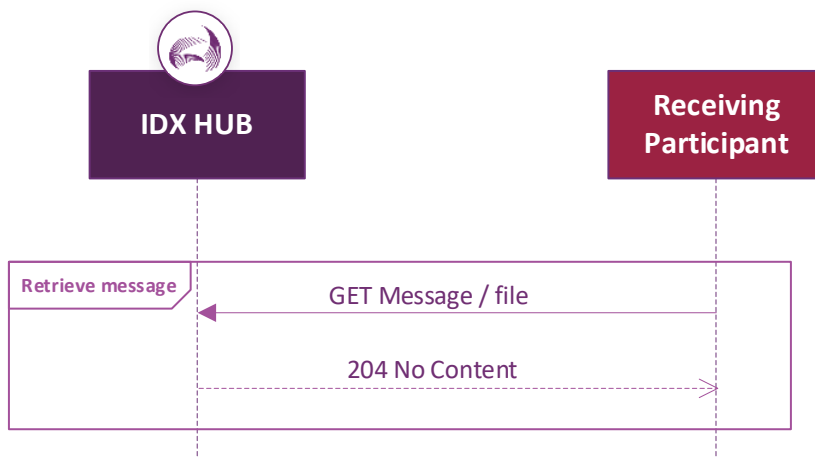 IDX HUB
Receiving
Participant
Retrieve message
GET Message / file
204 No Content